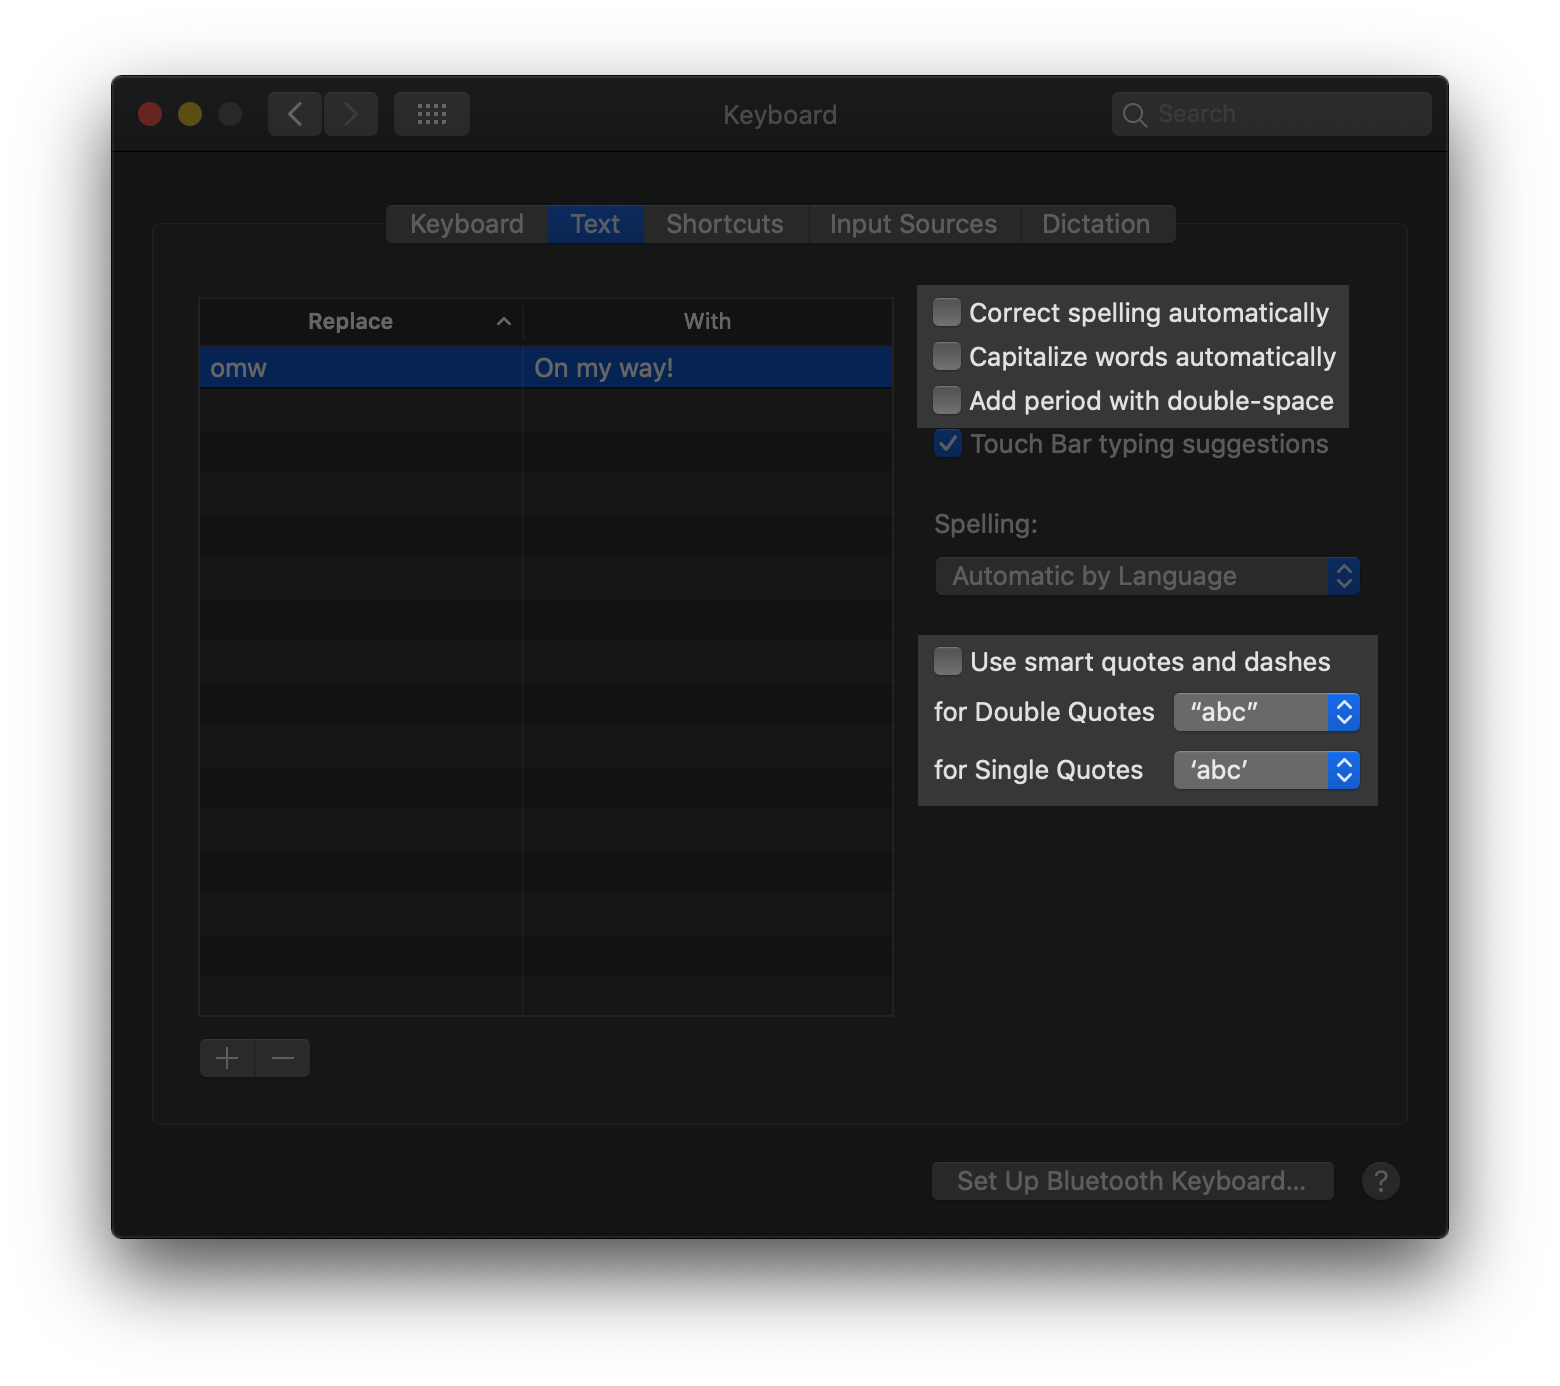 Keyboard
Search
Keyboard Text Shortcuts Input Sources Dictation
Replace With
omw On my way!
Correct spelling automatically
Capitalize words automatically
Add period with double-space
Touch Bar typing suggestions
Spelling:
Automatic by Language
Use smart quotes and dashes
for Double Quotes “abc”
for Single Quotes ‘abc’
Set Up Bluetooth Keyboard... ?